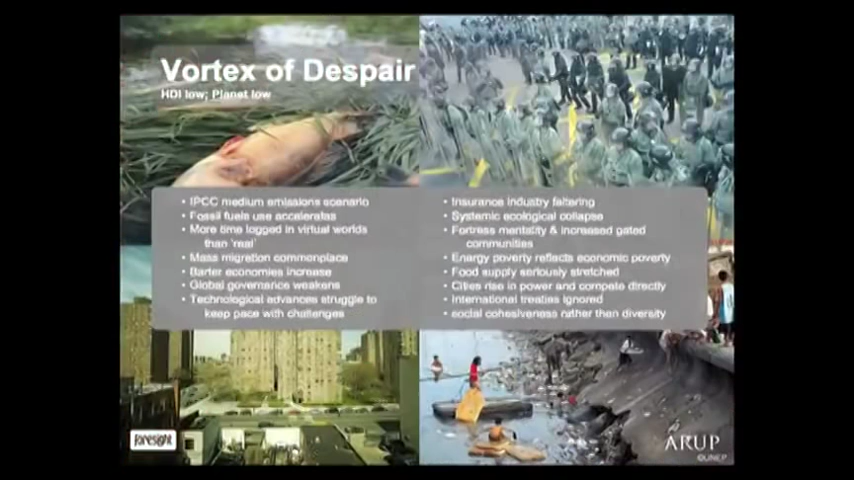 Vortex of Despair
HDI low; Planet low
• IPCC medium emissions scenario
• Fossil fuels use accelerates
• More time logged in virtual worlds
than 'real'
• Mass migration commonplace
• Barter economies increase
• Global governance weakens
• Technological advances struggle to
keep pace with challenges
• Insurance industry faltering
• Systemic ecological collapse
• Fortress mentality & increased gated
communities
• Energy poverty reflects economic poverty
• Food supply seriously stretched
• Cities rise in power and compete directly
• International treaties ignored
• social cohesiveness rather than diversity
foresight
ARUP
©UNEP